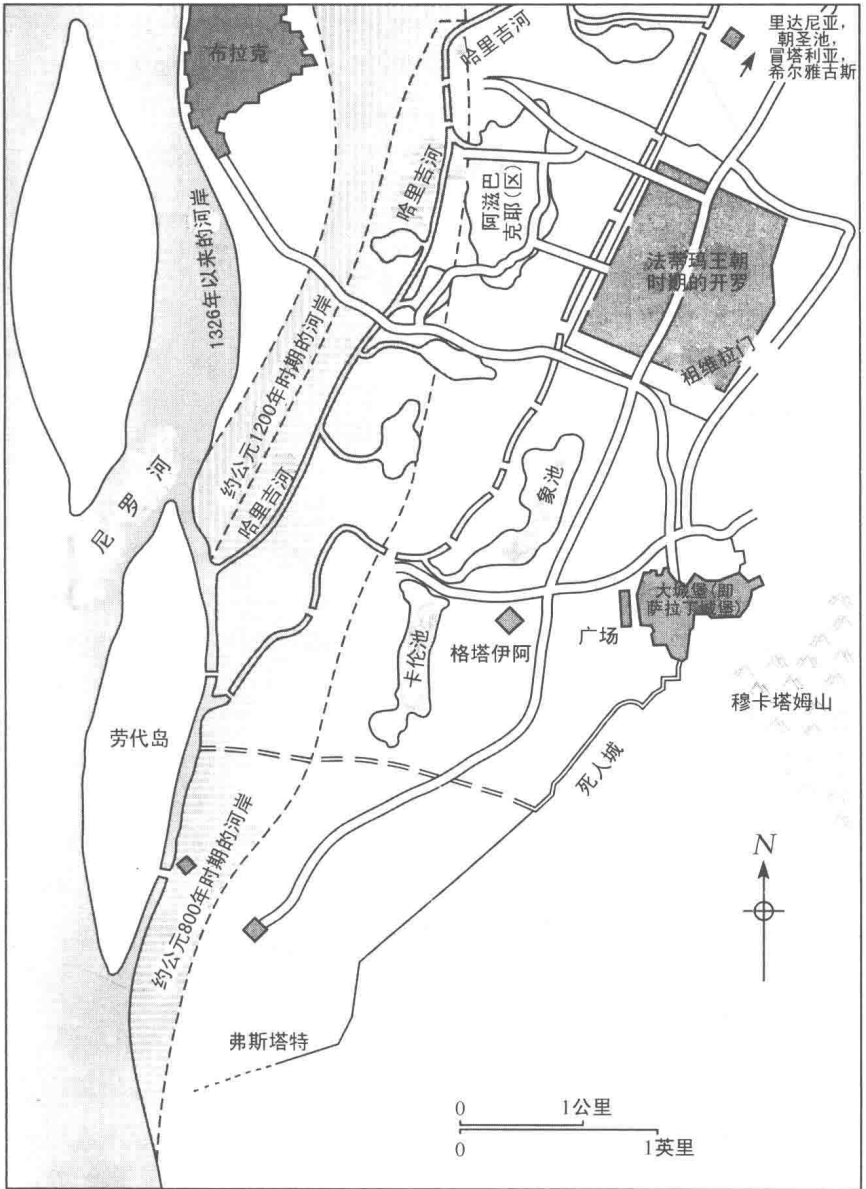 里达尼亚,
朝圣池,
冒塔利亚,
希尔雅古斯
布拉克
哈里吉河
哈里吉河
阿滋巴
克耶(区)
法蒂玛王朝
时期的开罗
1326年以来的河岸
祖维拉门
约公元1200年时期的河岸
哈里吉河
象池
尼罗河
大城堡(即
萨拉丁城堡)
广场
格塔伊阿
卡伦池
穆卡塔姆山
劳代岛
死人城
约公元800年时期的河岸
N
弗斯塔特
0 1公里
0 1英里